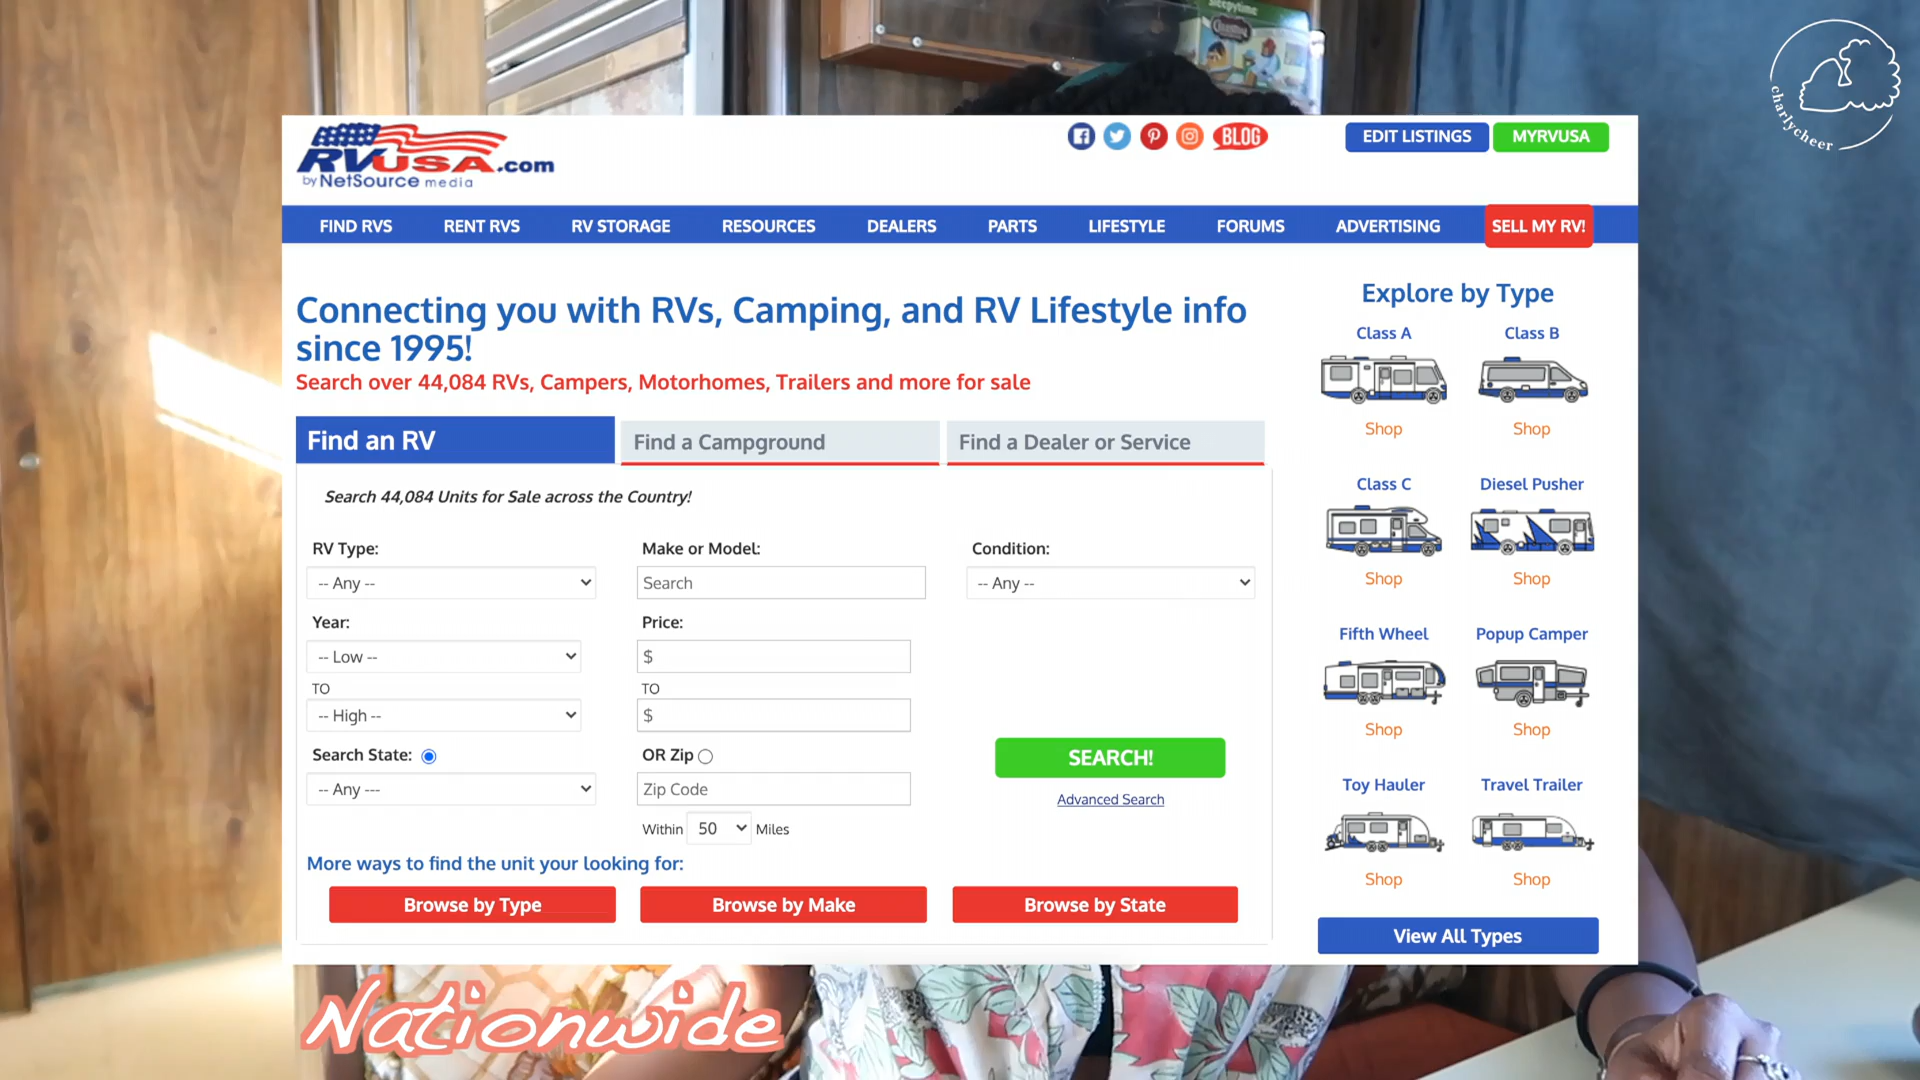 Sleepytime
charlycheer
RVUSA.com
by NetSource media
BLOG
EDIT LISTINGS
MYRVUSA
FIND RVS
RENT RVS
RV STORAGE
RESOURCES
DEALERS
PARTS
LIFESTYLE
FORUMS
ADVERTISING
SELL MY RV!
Connecting you with RVs, Camping, and RV Lifestyle info
since 1995!
Search over 44,084 RVs, Campers, Motorhomes, Trailers and more for sale
Find an RV
Find a Campground
Find a Dealer or Service
Search 44,084 Units for Sale across the Country!
RV Type:
-- Any --
Make or Model:
Search
Condition:
-- Any --
Year:
-- Low --
TO
-- High --
Price:
$
TO
$
Search State:
-- Any ---
OR Zip
Zip Code
Within 50 Miles
SEARCH!
Advanced Search
More ways to find the unit your looking for:
Browse by Type
Browse by Make
Browse by State
Explore by Type
Class A
Shop
Class B
Shop
Class C
Shop
Diesel Pusher
Shop
Fifth Wheel
Shop
Popup Camper
Shop
Toy Hauler
Shop
Travel Trailer
Shop
View All Types
Nationwide